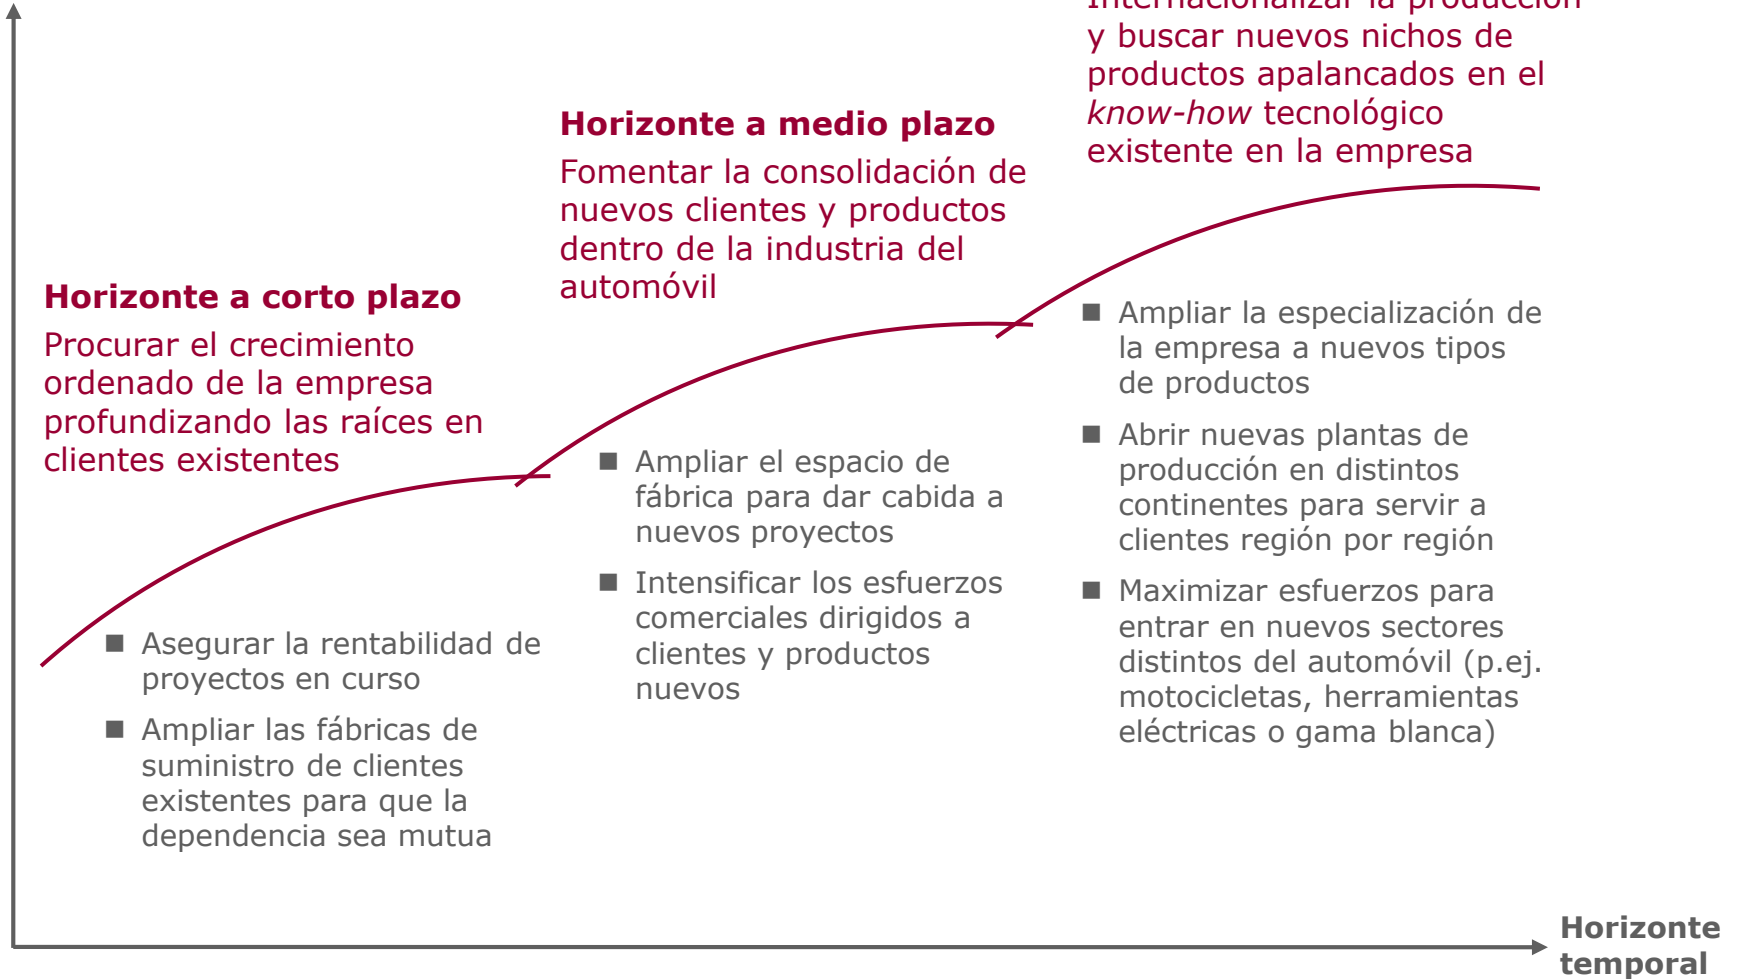 Horizonte a corto plazo
Procurar el crecimiento
ordenado de la empresa
profundizando las raíces en
clientes existentes
■ Asegurar la rentabilidad de
proyectos en curso
■ Ampliar las fábricas de
suministro de clientes
existentes para que la
dependencia sea mutua
Horizonte a medio plazo
Fomentar la consolidación de
nuevos clientes y productos
dentro de la industria del
automóvil
■ Ampliar el espacio de
fábrica para dar cabida a
nuevos proyectos
■ Intensificar los esfuerzos
comerciales dirigidos a
clientes y productos
nuevos
Internacionalizar la producción
y buscar nuevos nichos de
productos apalancados en el
know-how tecnológico
existente en la empresa
■ Ampliar la especialización de
la empresa a nuevos tipos
de productos
■ Abrir nuevas plantas de
producción en distintos
continentes para servir a
clientes región por región
■ Maximizar esfuerzos para
entrar en nuevos sectores
distintos del automóvil (p.ej.
motocicletas, herramientas
eléctricas o gama blanca)
Horizonte
temporal